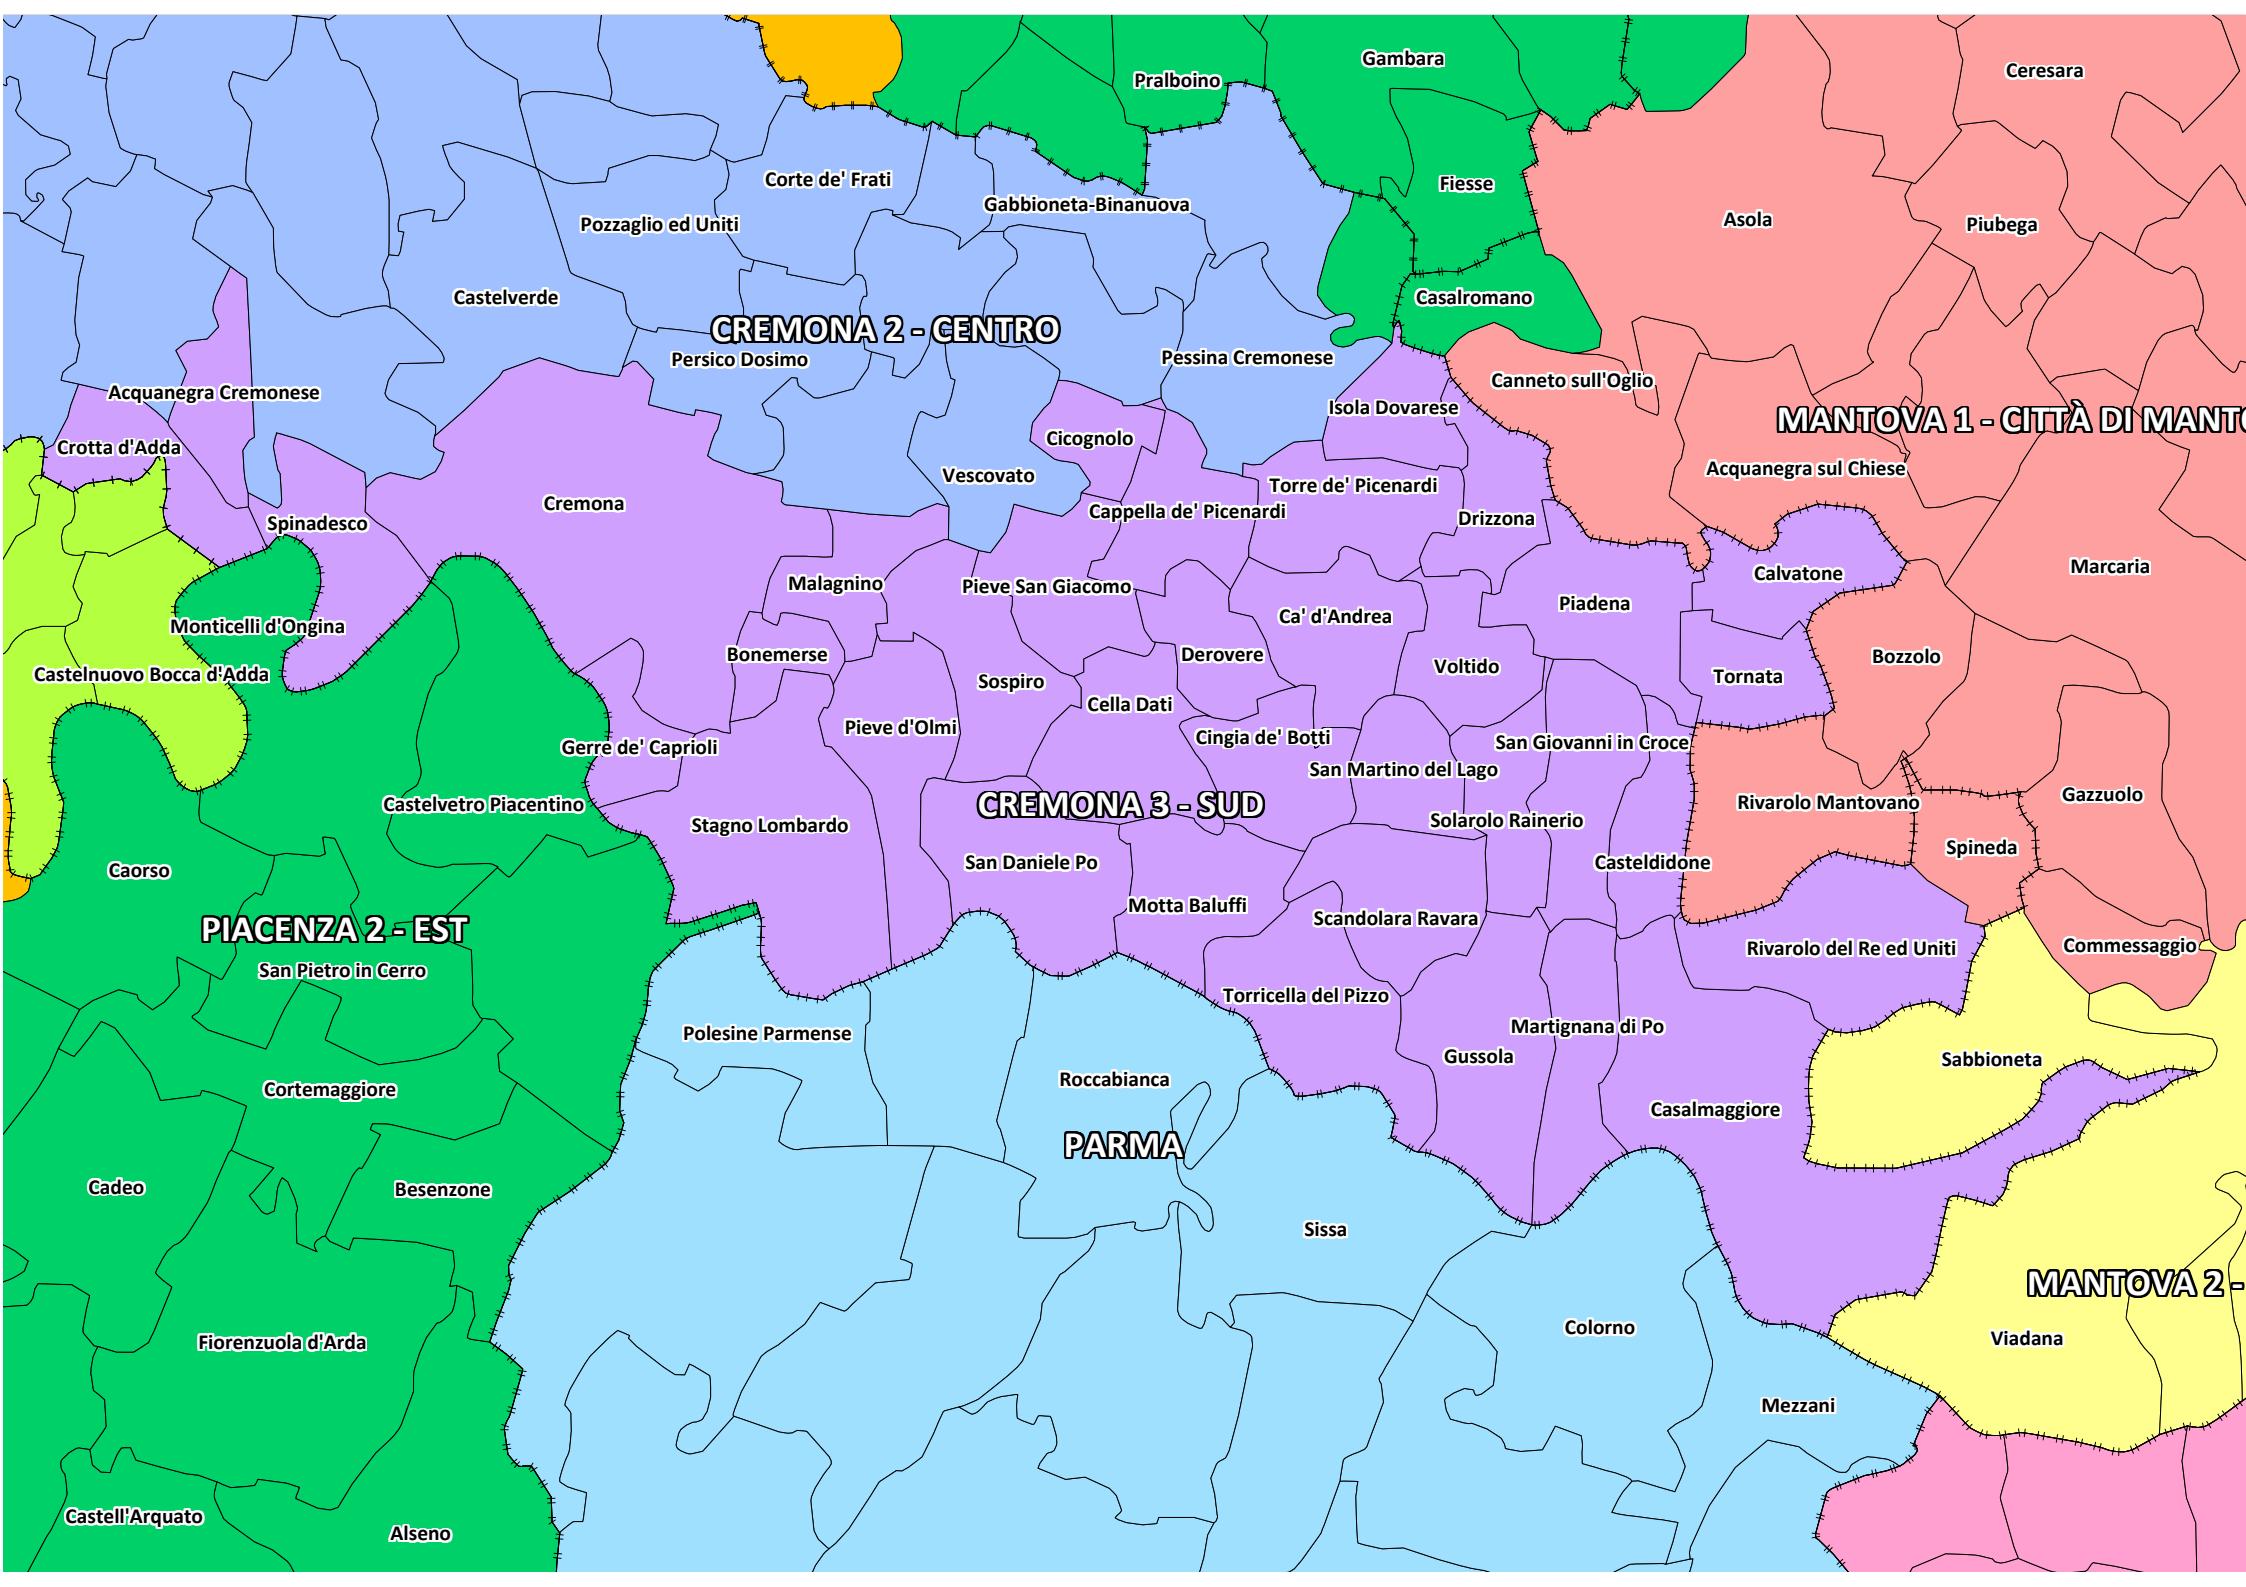 Gambara
Ceresara
Pralboino
Corte de' Frati
Fiesse
Gabbioneta-Binanuova
Asola
Pozzaglio ed Uniti
Piubega
Castelverde
Casalromano
CREMONA 2 - CENTRO
Persico Dosimo
Pessina Cremonese
Canneto sull'Oglio
Acquanegra Cremonese
Isola Dovarese
MANTOVA 1 - CITTÀ DI MANTO
Cicognolo
Crotta d'Adda
Acquanegra sul Chiese
Vescovato
Torre de' Picenardi
Cremona
Cappella de' Picenardi
Drizzona
Spinadesco
Marcaria
Calvatone
Malagnino
Pieve San Giacomo
Piadena
Ca' d'Andrea
Monticelli d'Ongina
Bonemerse
Derovere
Bozzolo
Voltido
Castelnuovo Bocca d'Adda
Tornata
Sospiro
Cella Dati
Pieve d'Olmi
Cingia de' Botti
San Giovanni in Croce
Gerre de' Caprioli
San Martino del Lago
Gazzuolo
Rivarolo Mantovano
Castelvetro Piacentino
CREMONA 3 - SUD
Solarolo Rainerio
Stagno Lombardo
Spineda
San Daniele Po
Casteldidone
Caorso
Motta Baluffi
Scandolara Ravara
PIACENZA 2 - EST
Commessaggio
Rivarolo del Re ed Uniti
San Pietro in Cerro
Torricella del Pizzo
Martignana di Po
Polesine Parmense
Gussola
Sabbioneta
Roccabianca
Cortemaggiore
Casalmaggiore
PARMA
Cadeo
Besenzone
Sissa
MANTOVA 2 -
Colorno
Viadana
Fiorenzuola d'Arda
Mezzani
Castell'Arquato
Alseno